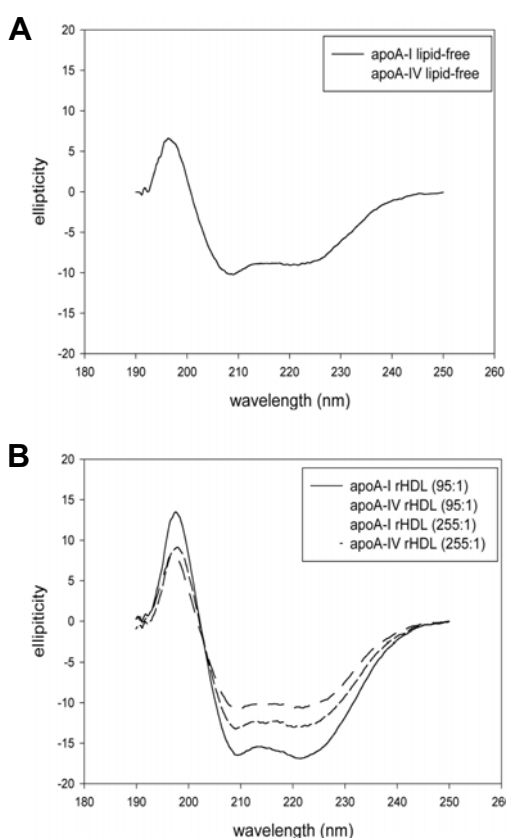 A
20
15
10
5
0
-5
-10
-15
-20
ellipticity
apoA-I lipid-free
apoA-IV lipid-free
180 190 200 210 220 230 240 250 260
wavelength (nm)
B
20
15
10
5
0
-5
-10
-15
-20
ellipiticity
apoA-I rHDL (95:1)
apoA-IV rHDL (95:1)
apoA-I rHDL (255:1)
apoA-IV rHDL (255:1)
180 190 200 210 220 230 240 250 260
wavelength (nm)